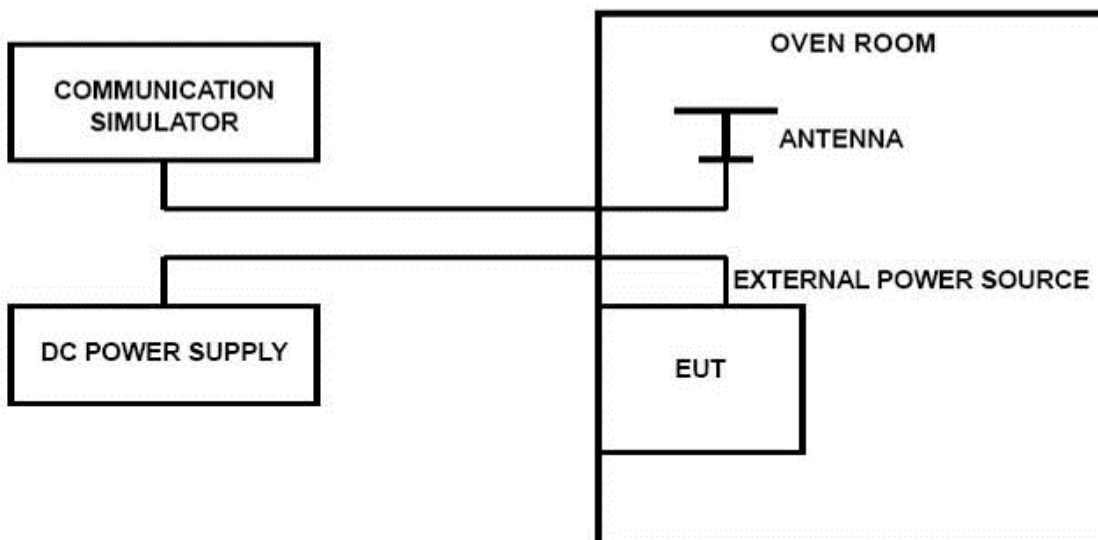 OVEN ROOM
COMMUNICATION
SIMULATOR
ANTENNA
EXTERNAL POWER SOURCE
DC POWER SUPPLY
EUT